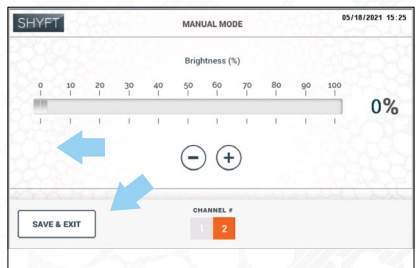 SHYFT MANUAL MODE 05/18/2021 15:25
Brightness (%)
0 10 20 30 40 50 60 70 80 90 100
0%
− +
CHANNEL #
SAVE & EXIT 1 2